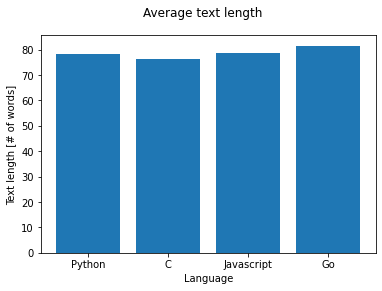 Average text length
Text length [# of words]
80
70
60
50
40
30
20
10
0
Python C Javascript Go
Language